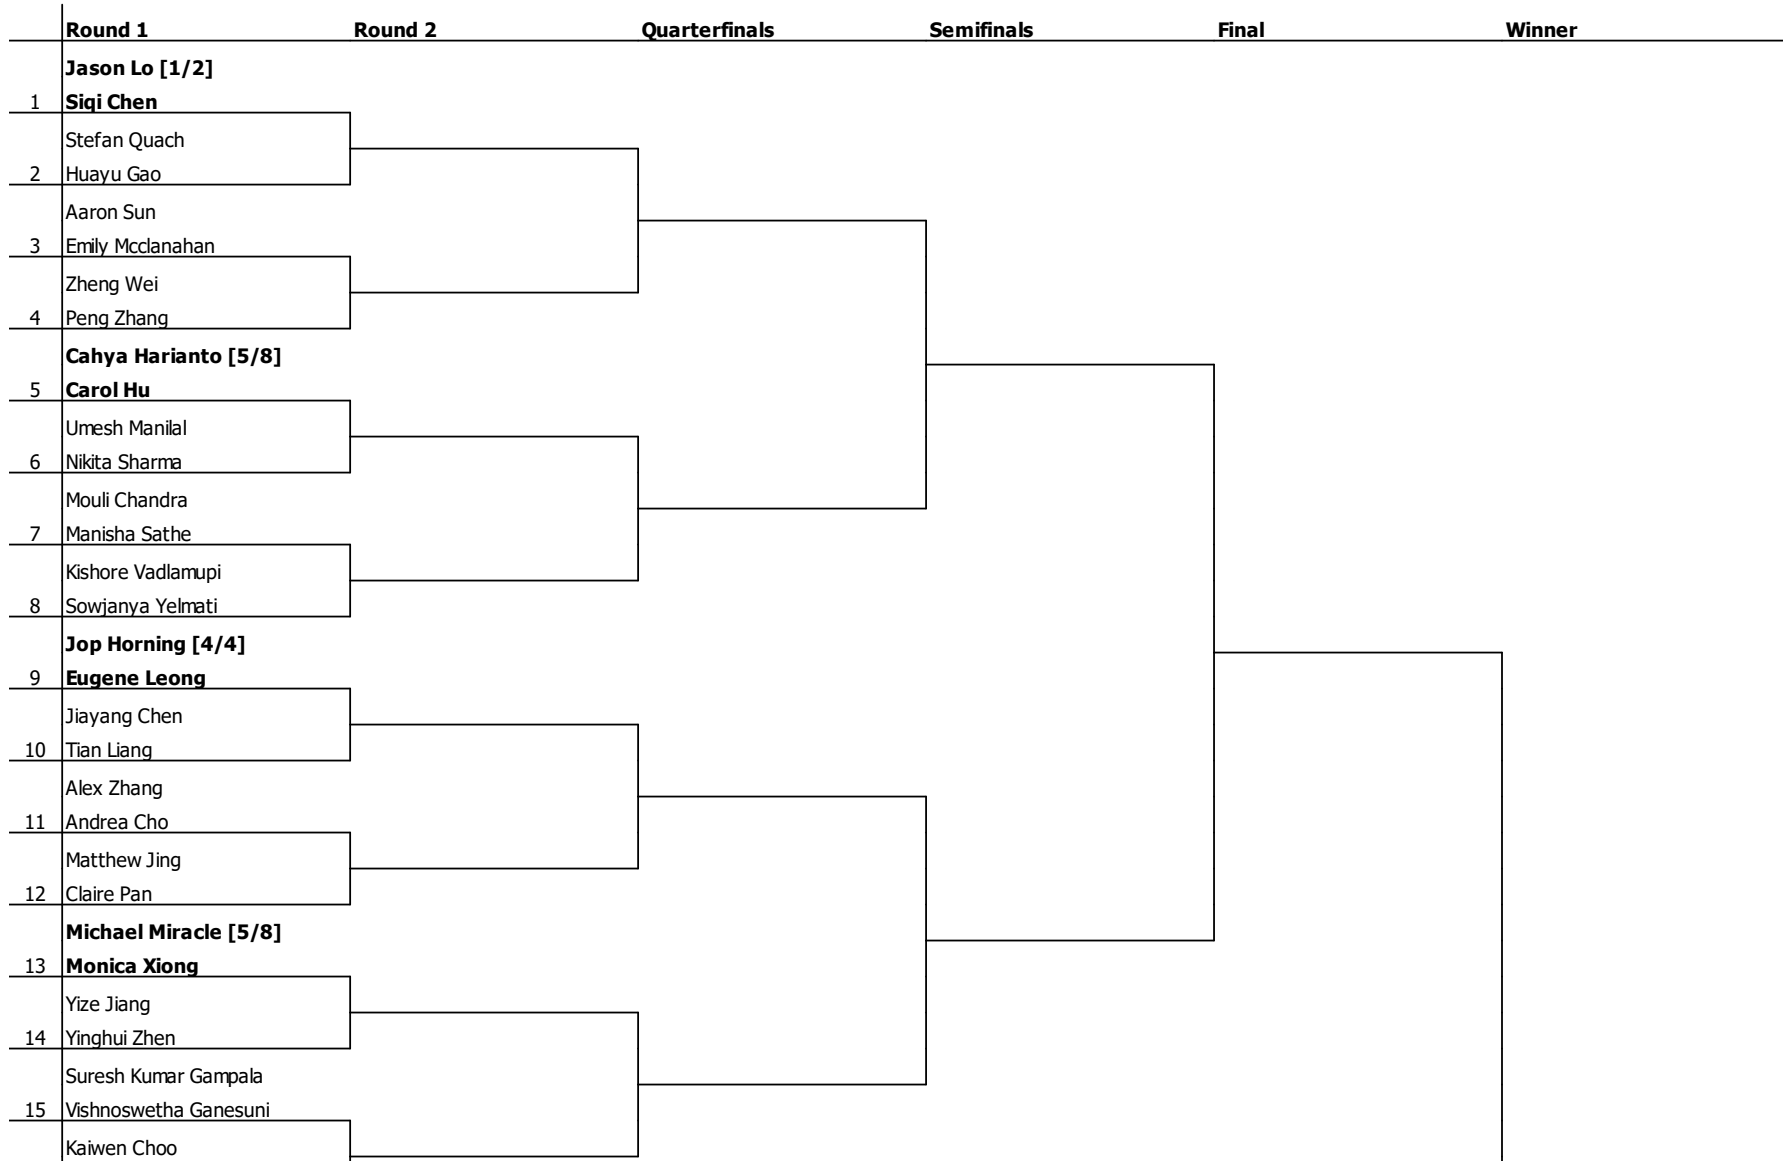 Round 1 Round 2 Quarterfinals Semifinals Final Winner
Jason Lo [1/2]
1 Siqi Chen
Stefan Quach
2 Huayu Gao
Aaron Sun
3 Emily Mcclanahan
Zheng Wei
4 Peng Zhang
Cahya Harianto [5/8]
5 Carol Hu
Umesh Manilal
6 Nikita Sharma
Mouli Chandra
7 Manisha Sathe
Kishore Vadlamupi
8 Sowjanya Yelmati
Jop Horning [4/4]
9 Eugene Leong
Jiayang Chen
10 Tian Liang
Alex Zhang
11 Andrea Cho
Matthew Jing
12 Claire Pan
Michael Miracle [5/8]
13 Monica Xiong
Yize Jiang
14 Yinghui Zhen
Suresh Kumar Gampala
15 Vishnoswetha Ganesuni
Kaiwen Choo